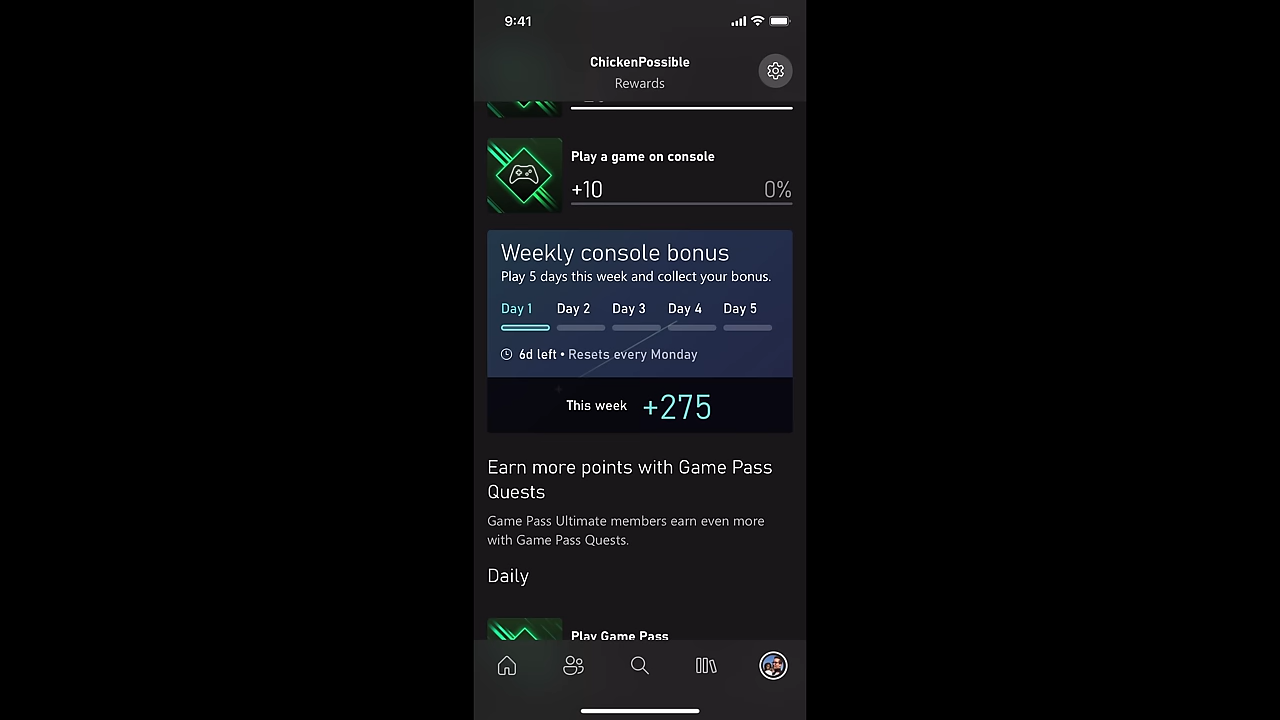 9:41
ChickenPossible
Rewards
Play a game on console
+10 0%
Weekly console bonus
Play 5 days this week and collect your bonus.
Day 1 Day 2 Day 3 Day 4 Day 5
6d left • Resets every Monday
This week +275
Earn more points with Game Pass
Quests
Game Pass Ultimate members earn even more
with Game Pass Quests.
Daily
Play Game Pass